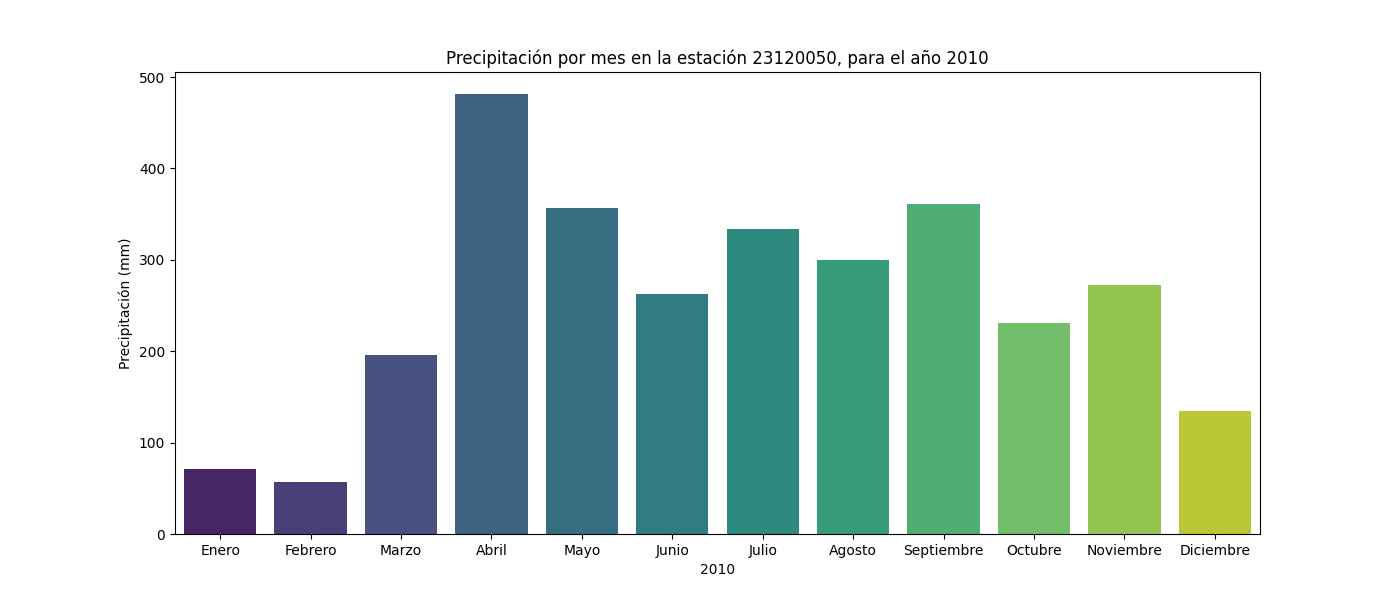 Precipitación por mes en la estación 23120050, para el año 2010
Precipitación (mm)
500
400
300
200
100
0
Enero Febrero Marzo Abril Mayo Junio Julio Agosto Septiembre Octubre Noviembre Diciembre
2010